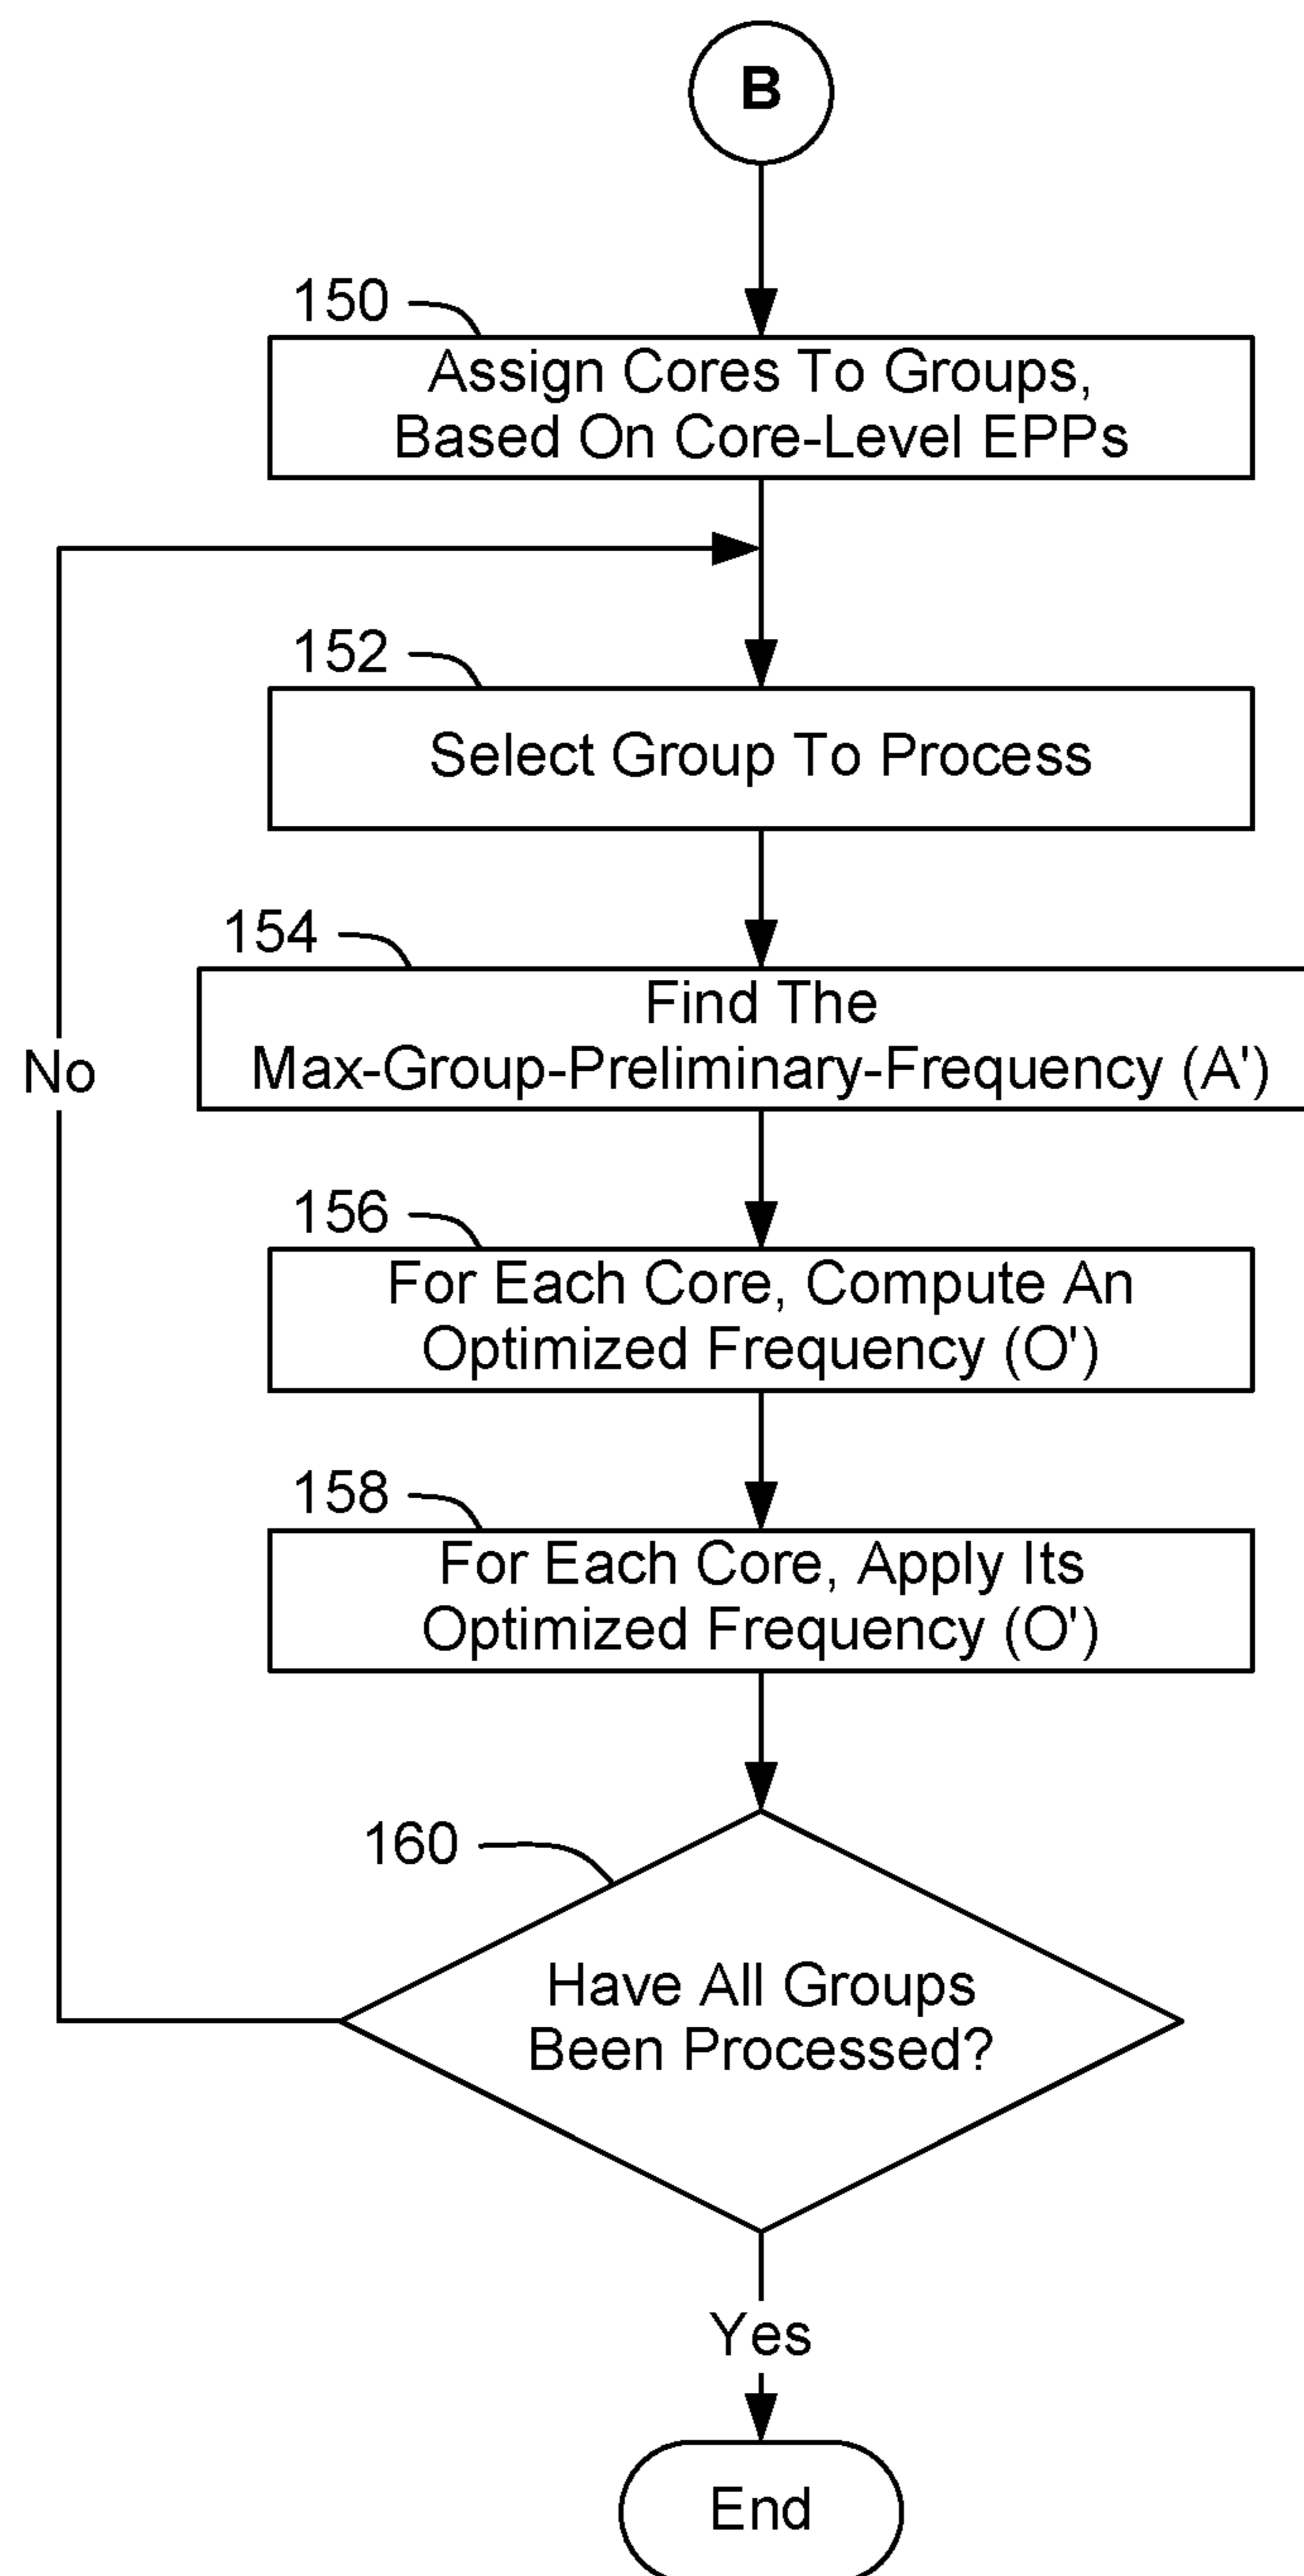 B
150
Assign Cores To Groups,
Based On Core-Level EPPs
152
Select Group To Process
154
Find The
Max-Group-Preliminary-Frequency (A')
No
156
For Each Core, Compute An
Optimized Frequency (O')
158
For Each Core, Apply Its
Optimized Frequency (O')
160
Have All Groups
Been Processed?
Yes
End